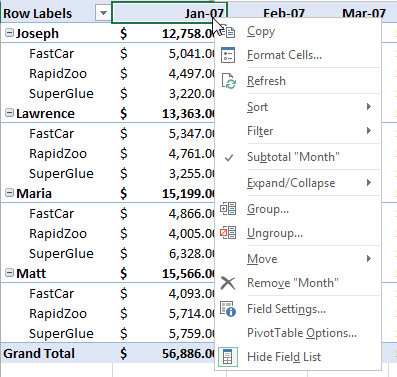 Row Labels Jan-07 Feb-07 Mar-07
Joseph $ 12,758.00
FastCar $ 5,041.00
RapidZoo $ 4,497.00
SuperGlue $ 3,220.00
Lawrence $ 13,363.00
FastCar $ 5,347.00
RapidZoo $ 4,761.00
SuperGlue $ 3,255.00
Maria $ 15,199.00
FastCar $ 4,866.00
RapidZoo $ 4,005.00
SuperGlue $ 6,328.00
Matt $ 15,566.00
FastCar $ 4,093.00
RapidZoo $ 5,714.00
SuperGlue $ 5,759.00
Grand Total $ 56,886.00
Copy
Format Cells...
Refresh
Sort
Filter
Subtotal "Month"
Expand/Collapse
Group...
Ungroup...
Move
Remove "Month"
Field Settings...
PivotTable Options...
Hide Field List